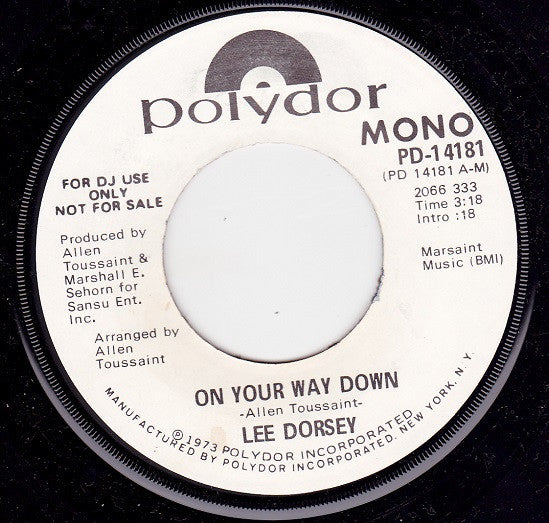 polydor
MONO
PD-14181
(PD 14181 A-M)
2066 333
Time 3:18
Intro :18
Marsaint
Music (BMI)
FOR DJ USE
ONLY
NOT FOR SALE
Produced by
Allen
Toussaint &
Marshall E.
Sehorn for
Sansu Ent.
Inc.
Arranged by
Allen
Toussaint
ON YOUR WAY DOWN
-Allen Toussaint-
LEE DORSEY
Ⓟ1973 POLYDOR INCORPORATED
MANUFACTURED BY POLYDOR INCORPORATED. NEW YORK, N.Y.